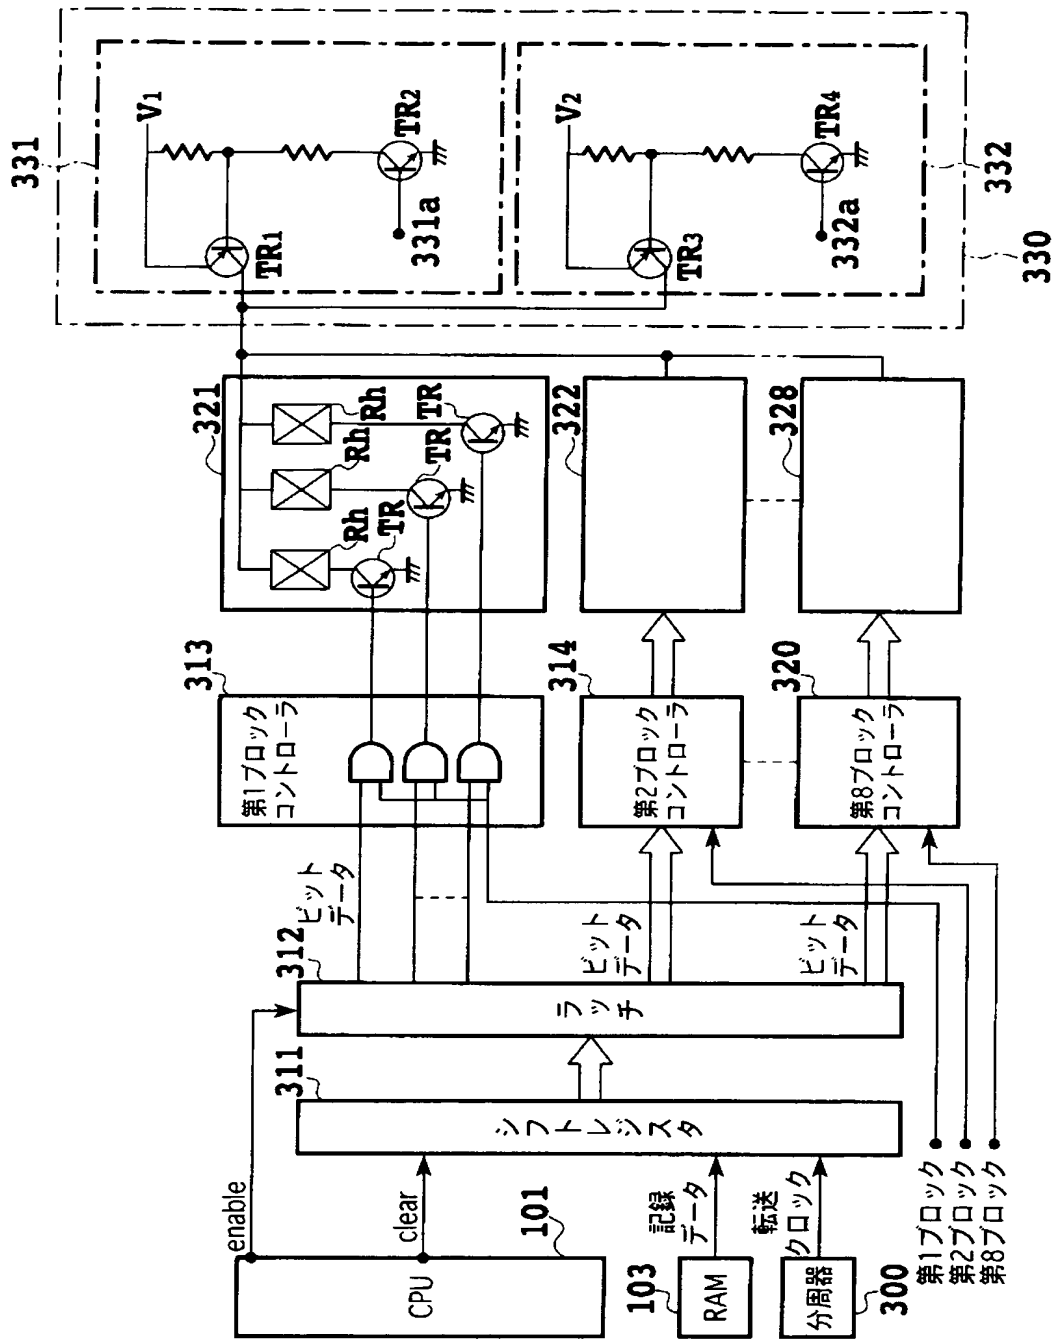 enable
clear
CPU
101
RAM
103
記録
データ
分周器
300
転送
クロック
第1ブロック
第2ブロック
第8ブロック
シフトレジスタ
311
ラッチ
312
ビット
データ
ビット
データ
ビット
データ
第1ブロック
コントローラ
313
第2ブロック
コントローラ
314
第8ブロック
コントローラ
320
321
Rh
Rh
Rh
TR
TR
TR
322
328
331
V1
TR1
TR2
331a
V2
TR3
TR4
332a
332
330